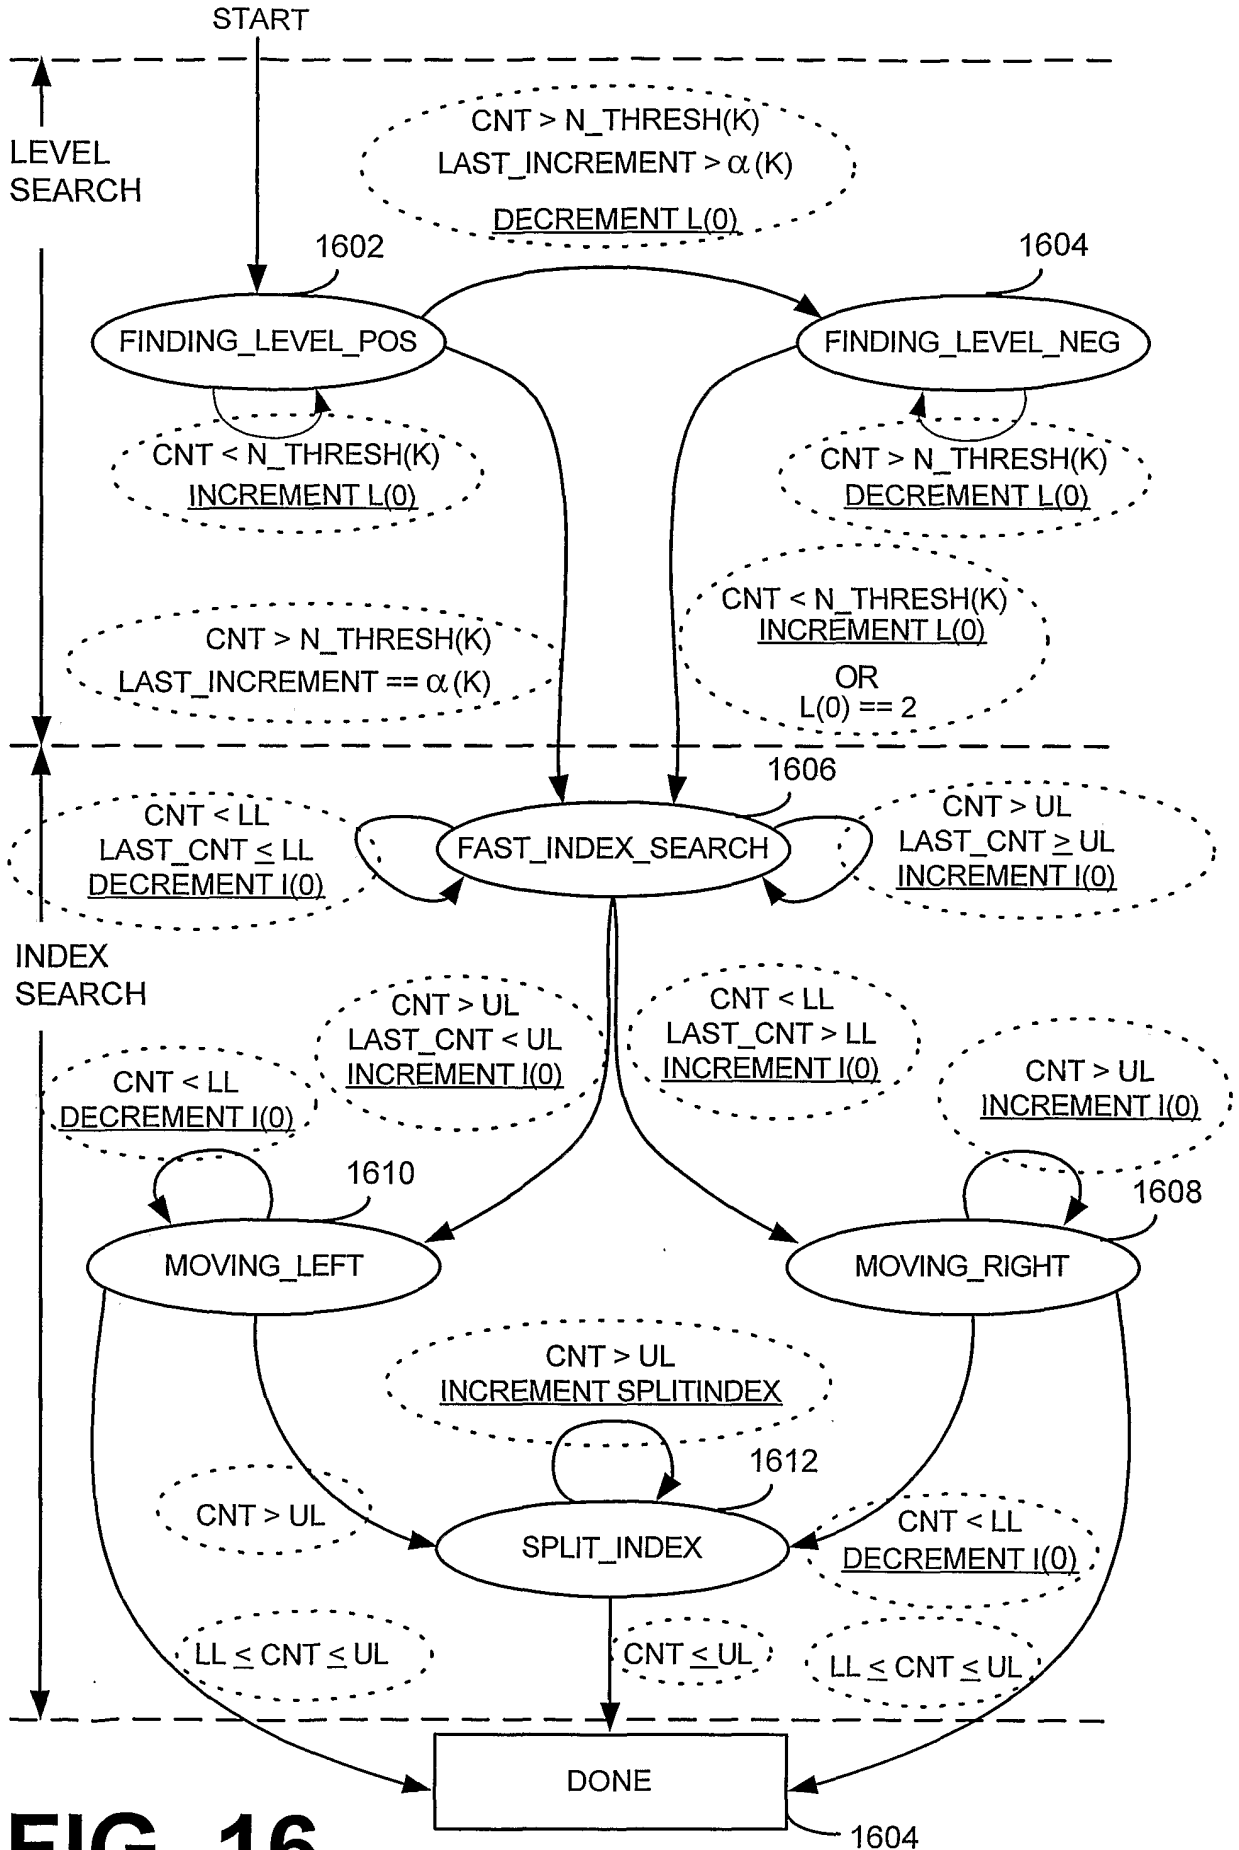 START
LEVEL
SEARCH
CNT > N_THRESH(K)
LAST_INCREMENT > α(K)
DECREMENT L(0)
1602
1604
FINDING_LEVEL_POS
FINDING_LEVEL_NEG
CNT < N_THRESH(K)
INCREMENT L(0)
CNT > N_THRESH(K)
DECREMENT L(0)
CNT > N_THRESH(K)
LAST_INCREMENT == α(K)
CNT < N_THRESH(K)
INCREMENT L(0)
OR
L(0) == 2
1606
CNT < LL
LAST_CNT ≤ LL
DECREMENT I(0)
FAST_INDEX_SEARCH
CNT > UL
LAST_CNT ≥ UL
INCREMENT I(0)
INDEX
SEARCH
CNT > UL
LAST_CNT < UL
INCREMENT I(0)
CNT < LL
LAST_CNT > LL
INCREMENT I(0)
CNT < LL
DECREMENT I(0)
CNT > UL
INCREMENT I(0)
1610
1608
MOVING_LEFT
MOVING_RIGHT
CNT > UL
INCREMENT SPLITINDEX
1612
CNT > UL
SPLIT_INDEX
CNT < LL
DECREMENT I(0)
LL ≤ CNT ≤ UL
CNT ≤ UL
LL ≤ CNT ≤ UL
DONE
1604
FIG. 16